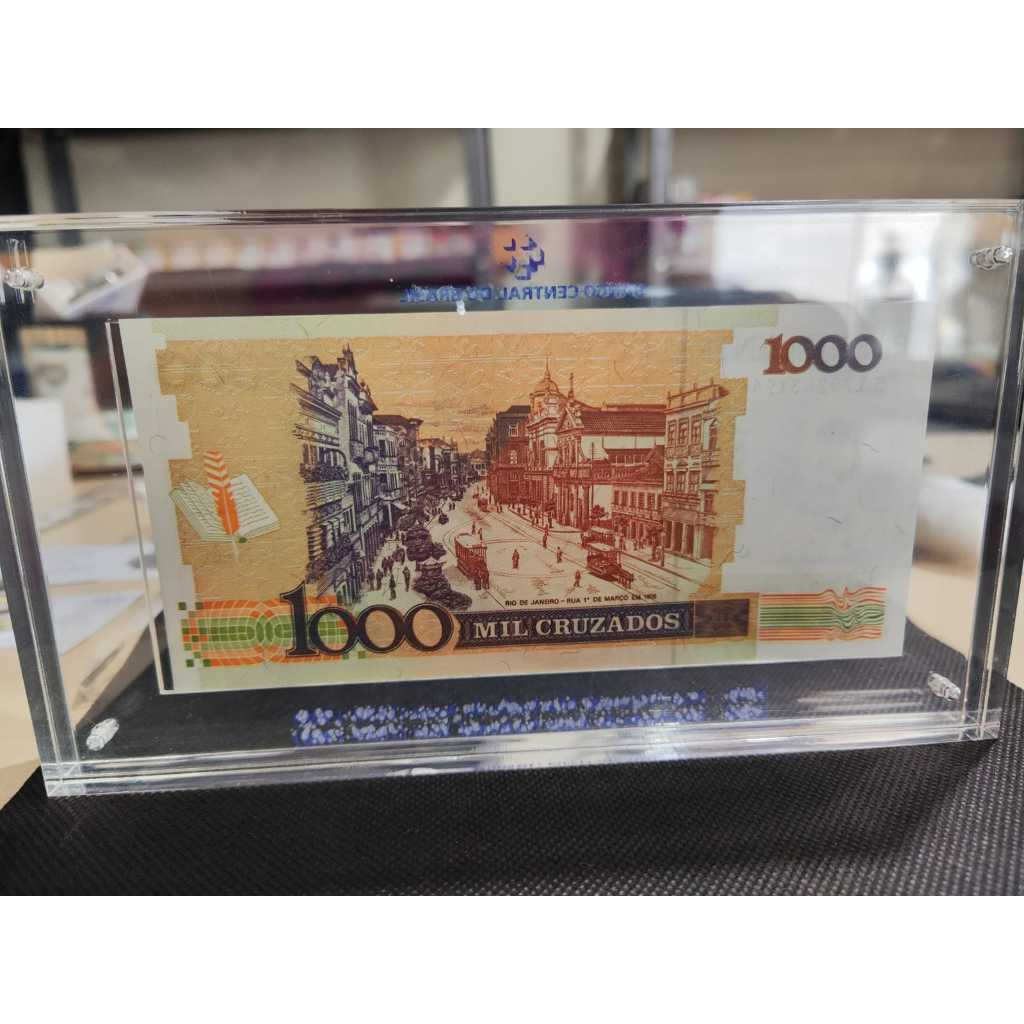 BANCO CENTRAL DO BRASIL
1000
RIO DE JANEIRO - RUA 1º DE MARÇO EM 1905
1000 MIL CRUZADOS